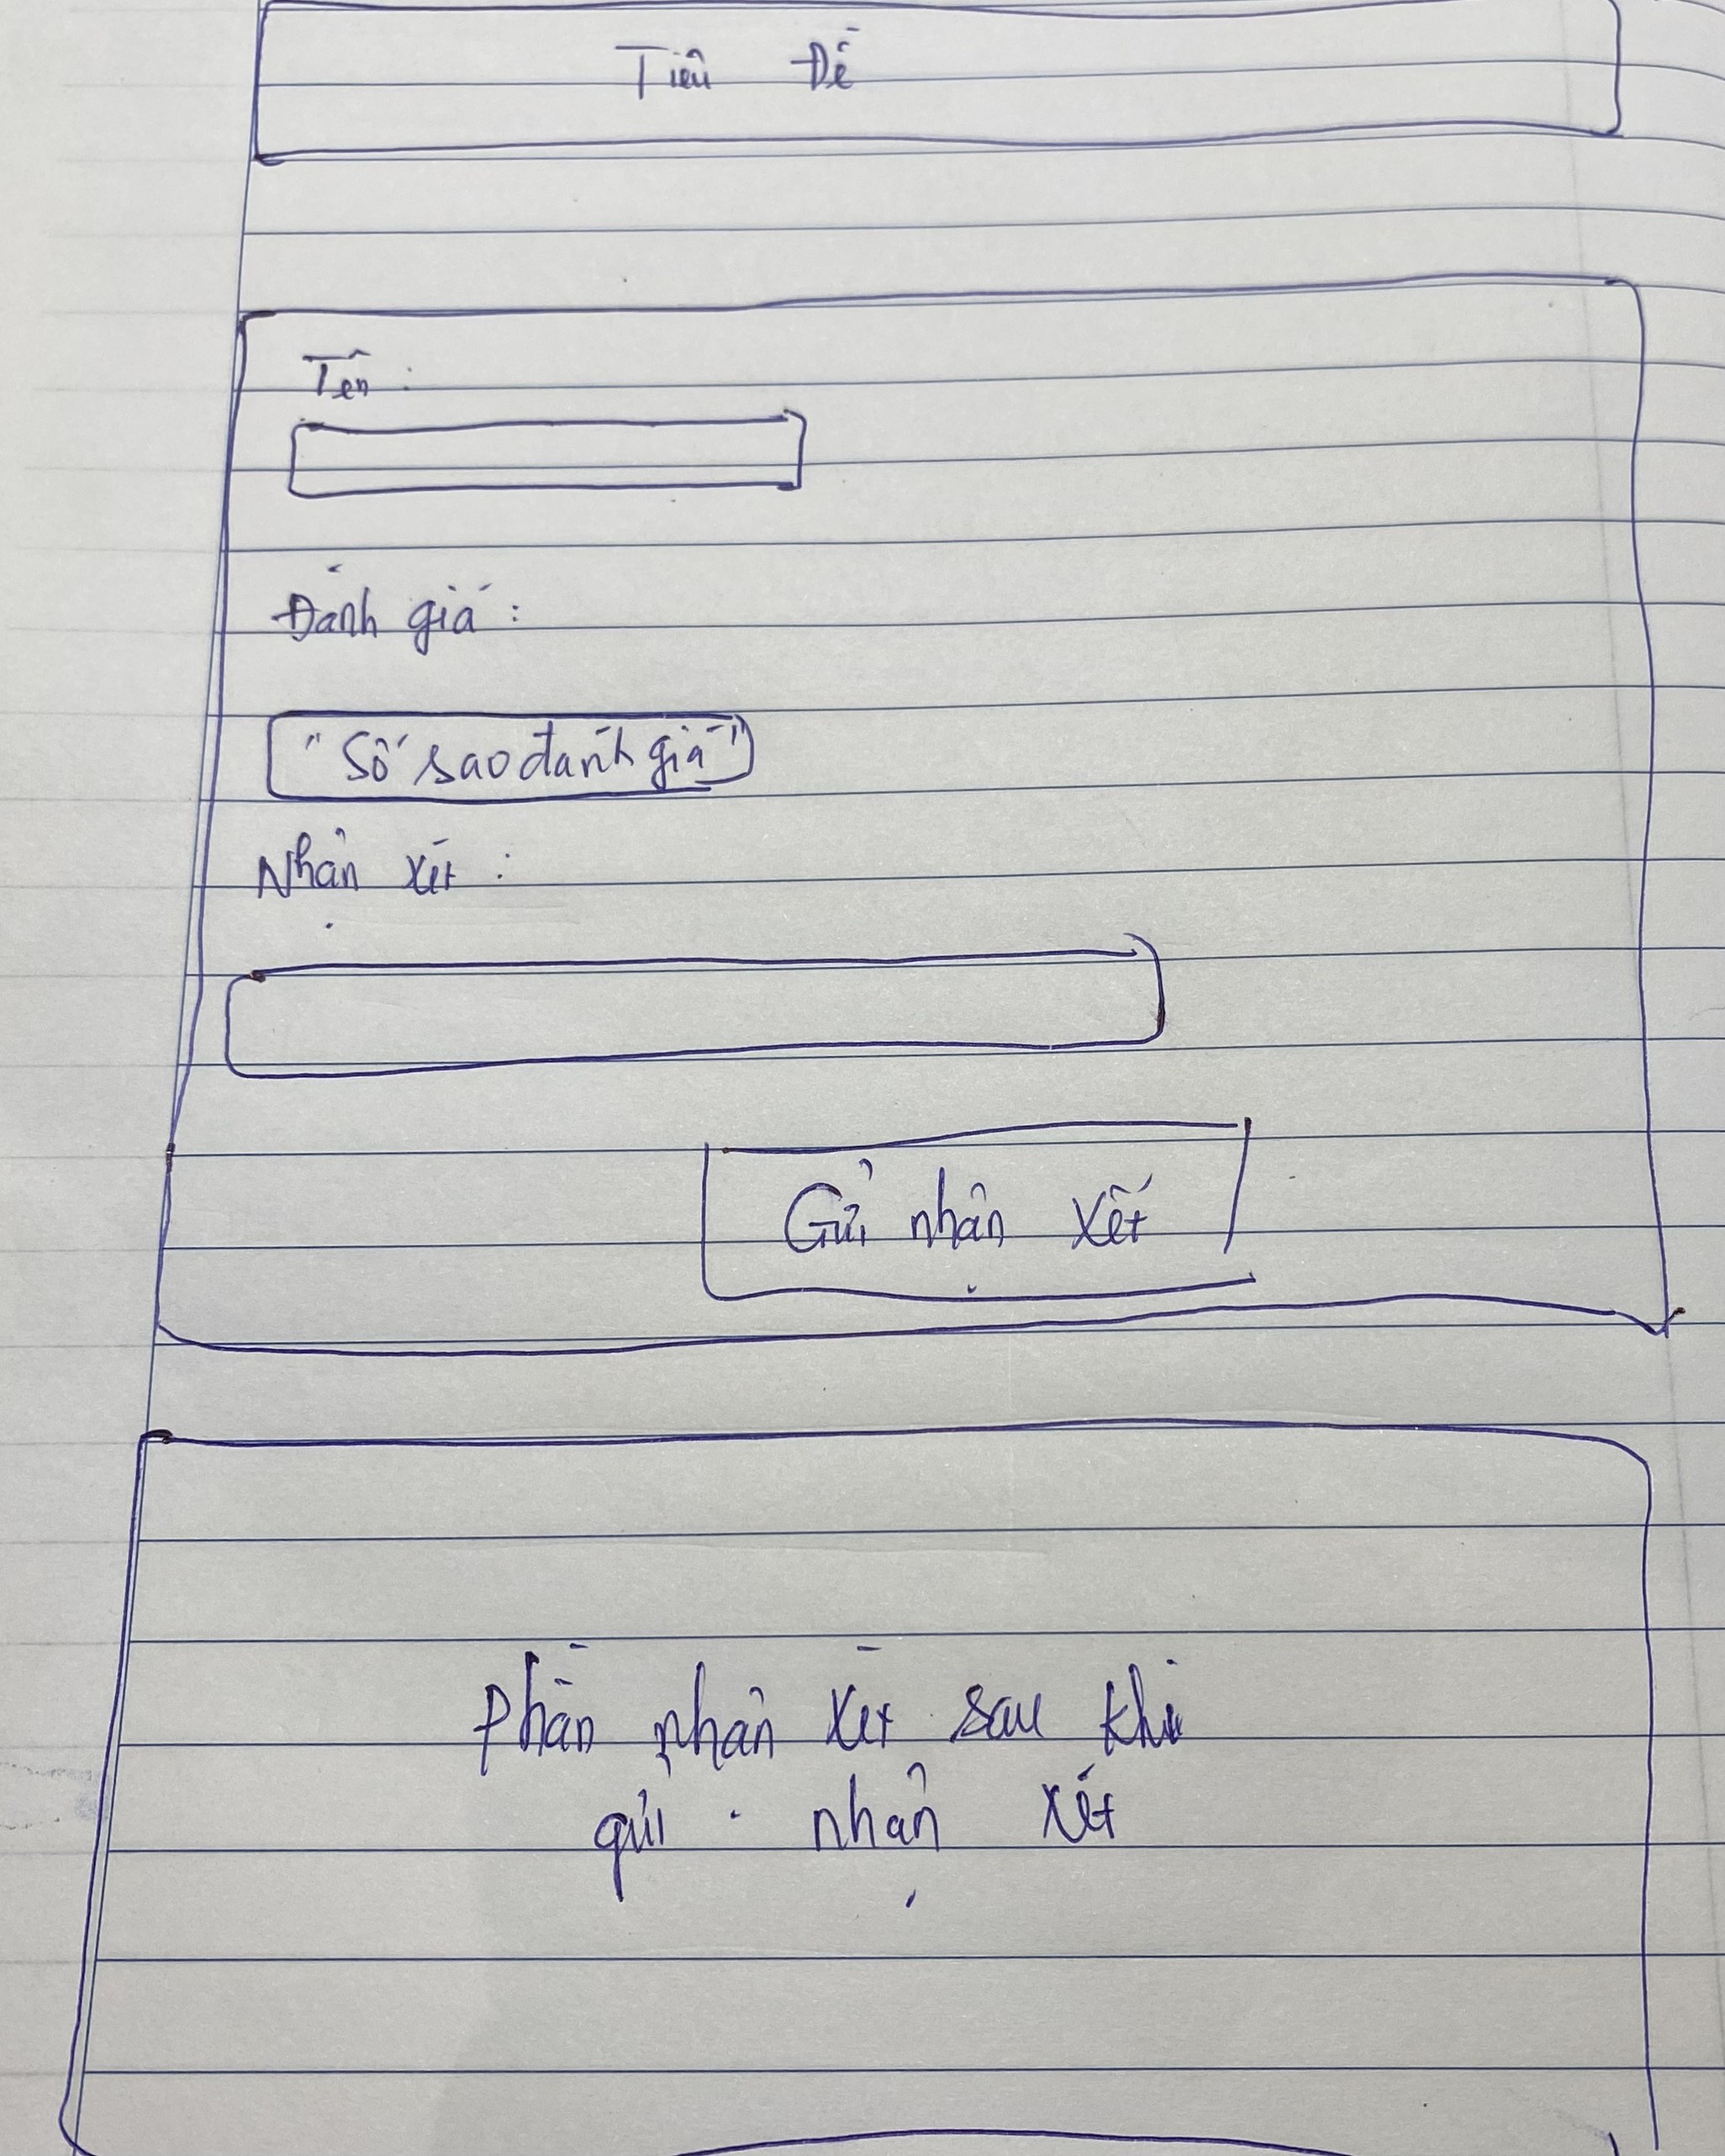 Tiêu Đề
Tên :
Đánh giá :
"Số sao đánh giá"
Nhận xét :
Gửi nhận xét
Phần nhận xét sau khi
gửi nhận xét